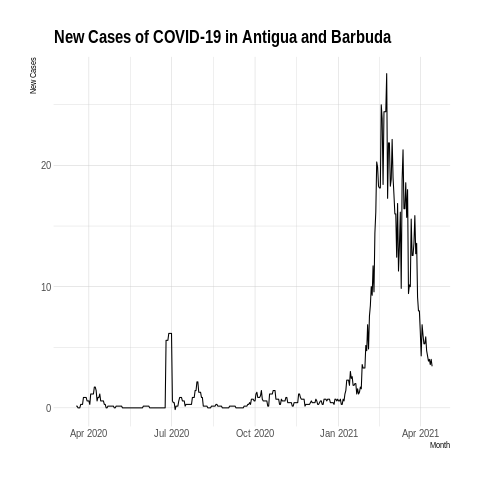 New Cases of COVID-19 in Antigua and Barbuda
New Cases
20
10
0
Apr 2020 Jul 2020 Oct 2020 Jan 2021 Apr 2021
Month